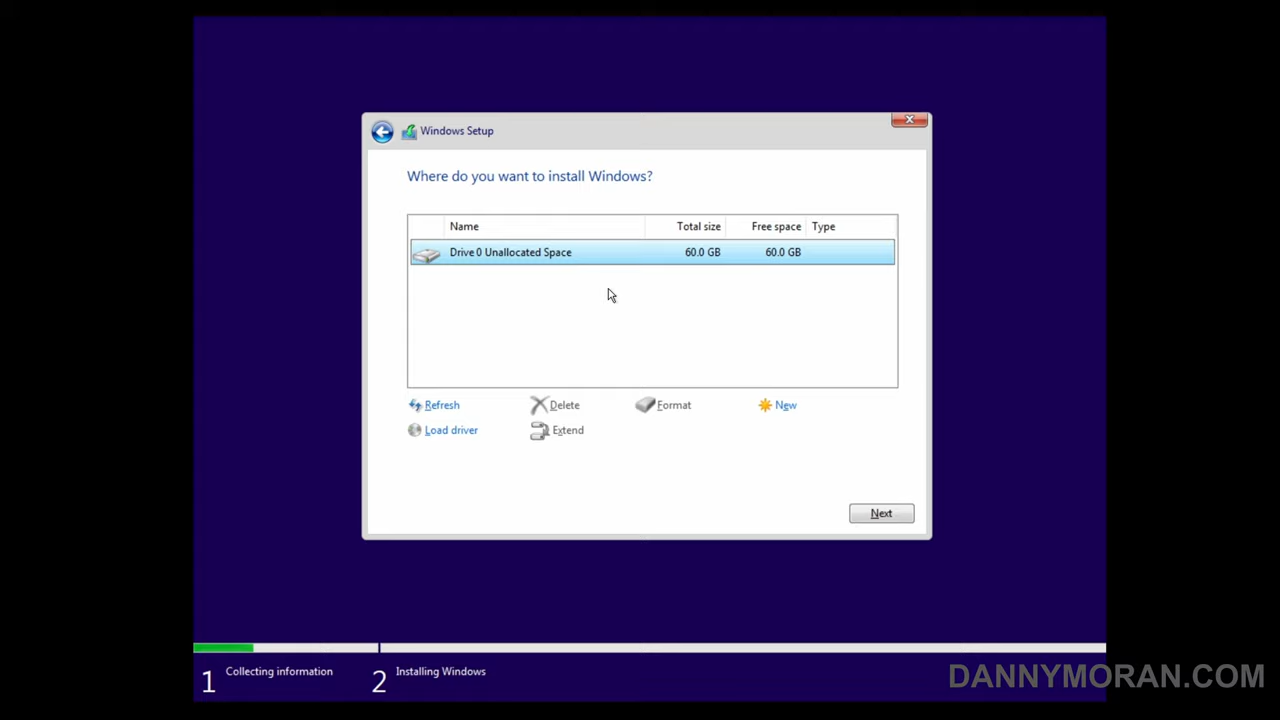 Windows Setup
Where do you want to install Windows?
Name Total size Free space Type
Drive 0 Unallocated Space 60.0 GB 60.0 GB
Refresh Delete Format New
Load driver Extend
Next
1 Collecting information 2 Installing Windows
DANNYMORAN.COM